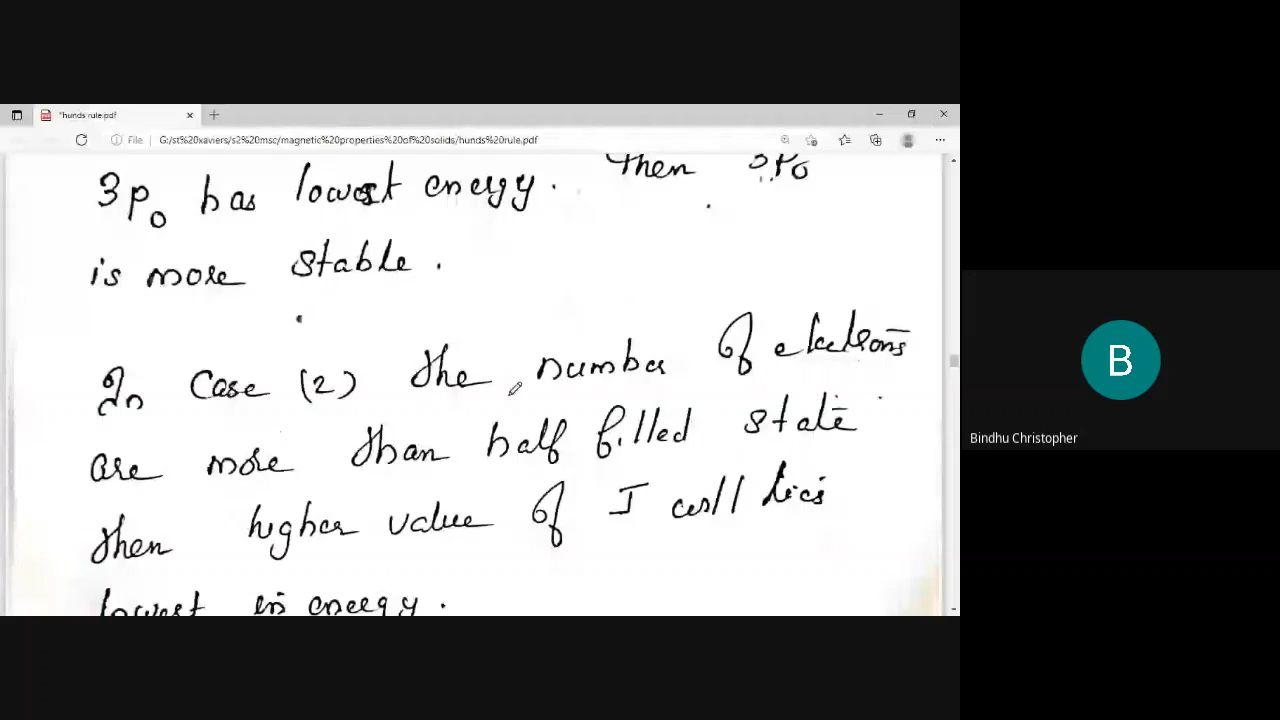 *hunds rule.pdf
File G:/st%20xaviers/s2%20msc/magnetic%20properties%20of%20solids/hunds%20rule.pdf
3P0 has lowest energy. Then 3P0
is more stable.
In Case (2) the number of electrons
are more than half filled state
then higher value of J will lies
lowest in energy.
B
Bindhu Christopher